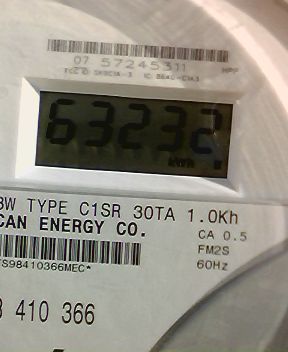 07 57245311
63232
KWH
3W TYPE C1SR 30TA 1.0Kh
CAN ENERGY CO.
CA 0.5
FM2S
60Hz
TS98410366MEC*
3 410 366